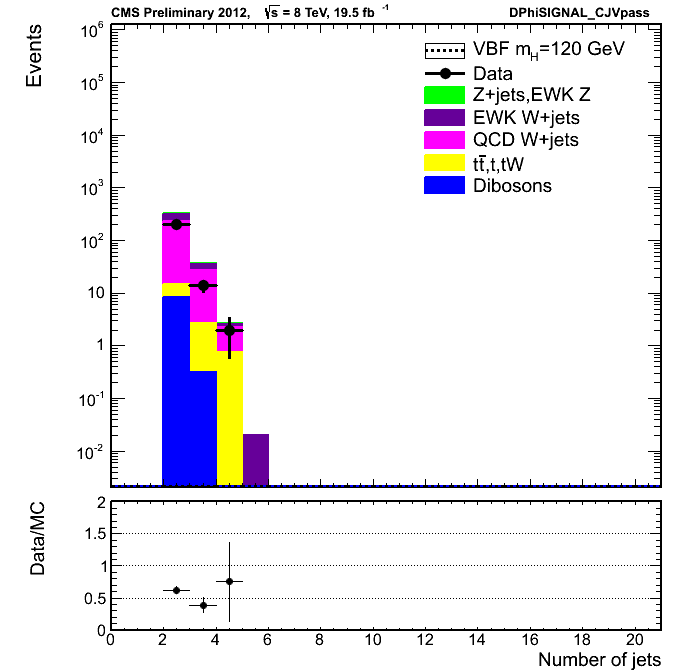 CMS Preliminary 2012, √s = 8 TeV, 19.5 fb⁻¹ DPhiSIGNAL_CJVpass
Events
10⁶
10⁵
10⁴
10³
10²
10
1
10⁻¹
10⁻²
VBF m_H=120 GeV
Data
Z+jets,EWK Z
EWK W+jets
QCD W+jets
tt̄,t,tW
Dibosons
Data/MC
2
1.5
1
0.5
0
0 2 4 6 8 10 12 14 16 18 20
Number of jets